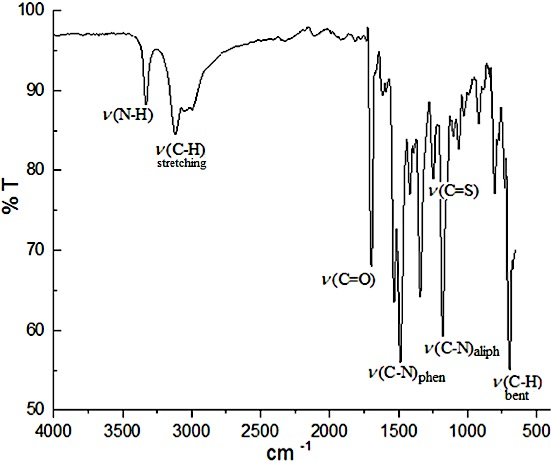 100
90
80
70
60
50
% T
ν(N-H)
ν(C-H)
stretching
ν(C=O)
ν(C=S)
ν(C-N)aliph
ν(C-N)phen
ν(C-H)
bent
4000 3500 3000 2500 2000 1500 1000 500
cm -1